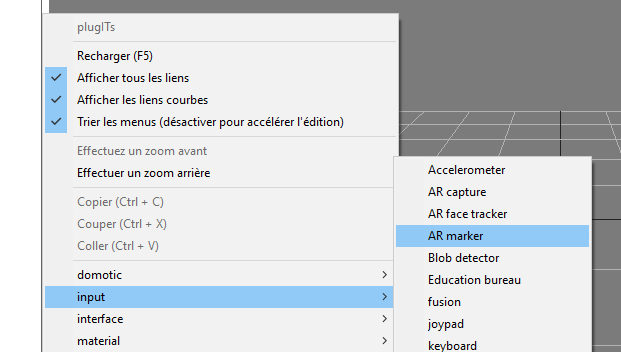 plugITs
Recharger (F5)
Afficher tous les liens
Afficher les liens courbes
Trier les menus (désactiver pour accélérer l'édition)
Effectuez un zoom avant
Effectuer un zoom arrière
Copier (Ctrl + C)
Couper (Ctrl + X)
Coller (Ctrl + V)
domotic
input
interface
material
Accelerometer
AR capture
AR face tracker
AR marker
Blob detector
Education bureau
fusion
joypad
keyboard